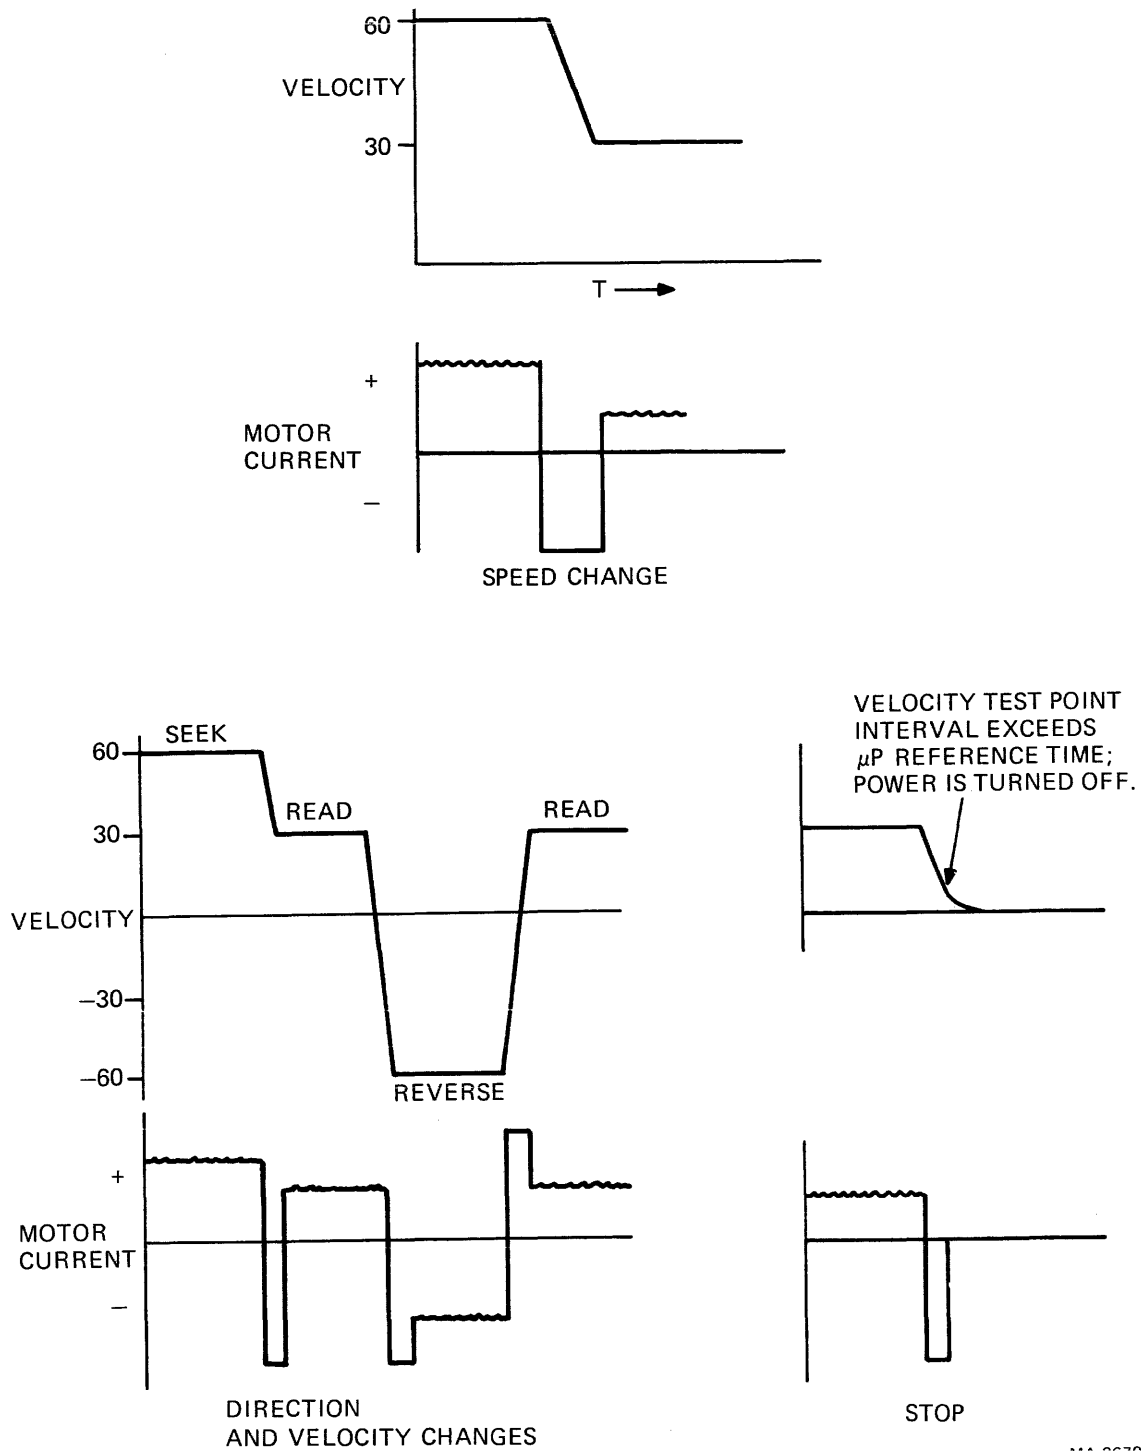 60
VELOCITY
30
T
+
MOTOR
CURRENT
−
SPEED CHANGE
VELOCITY TEST POINT
INTERVAL EXCEEDS
μP REFERENCE TIME;
POWER IS TURNED OFF.
SEEK
60
READ
READ
30
VELOCITY
−30
−60
REVERSE
+
MOTOR
CURRENT
−
DIRECTION
AND VELOCITY CHANGES
STOP